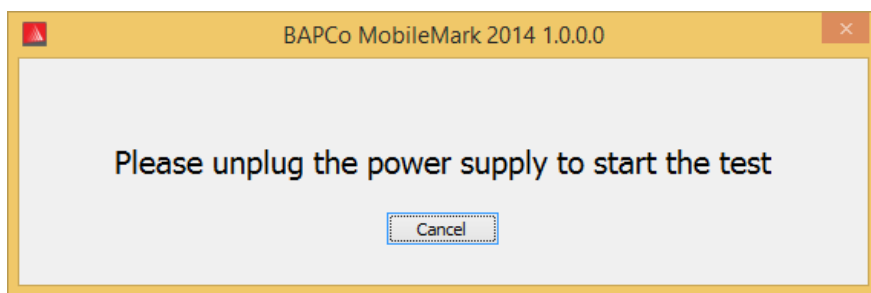 BAPCo MobileMark 2014 1.0.0.0
Please unplug the power supply to start the test
Cancel